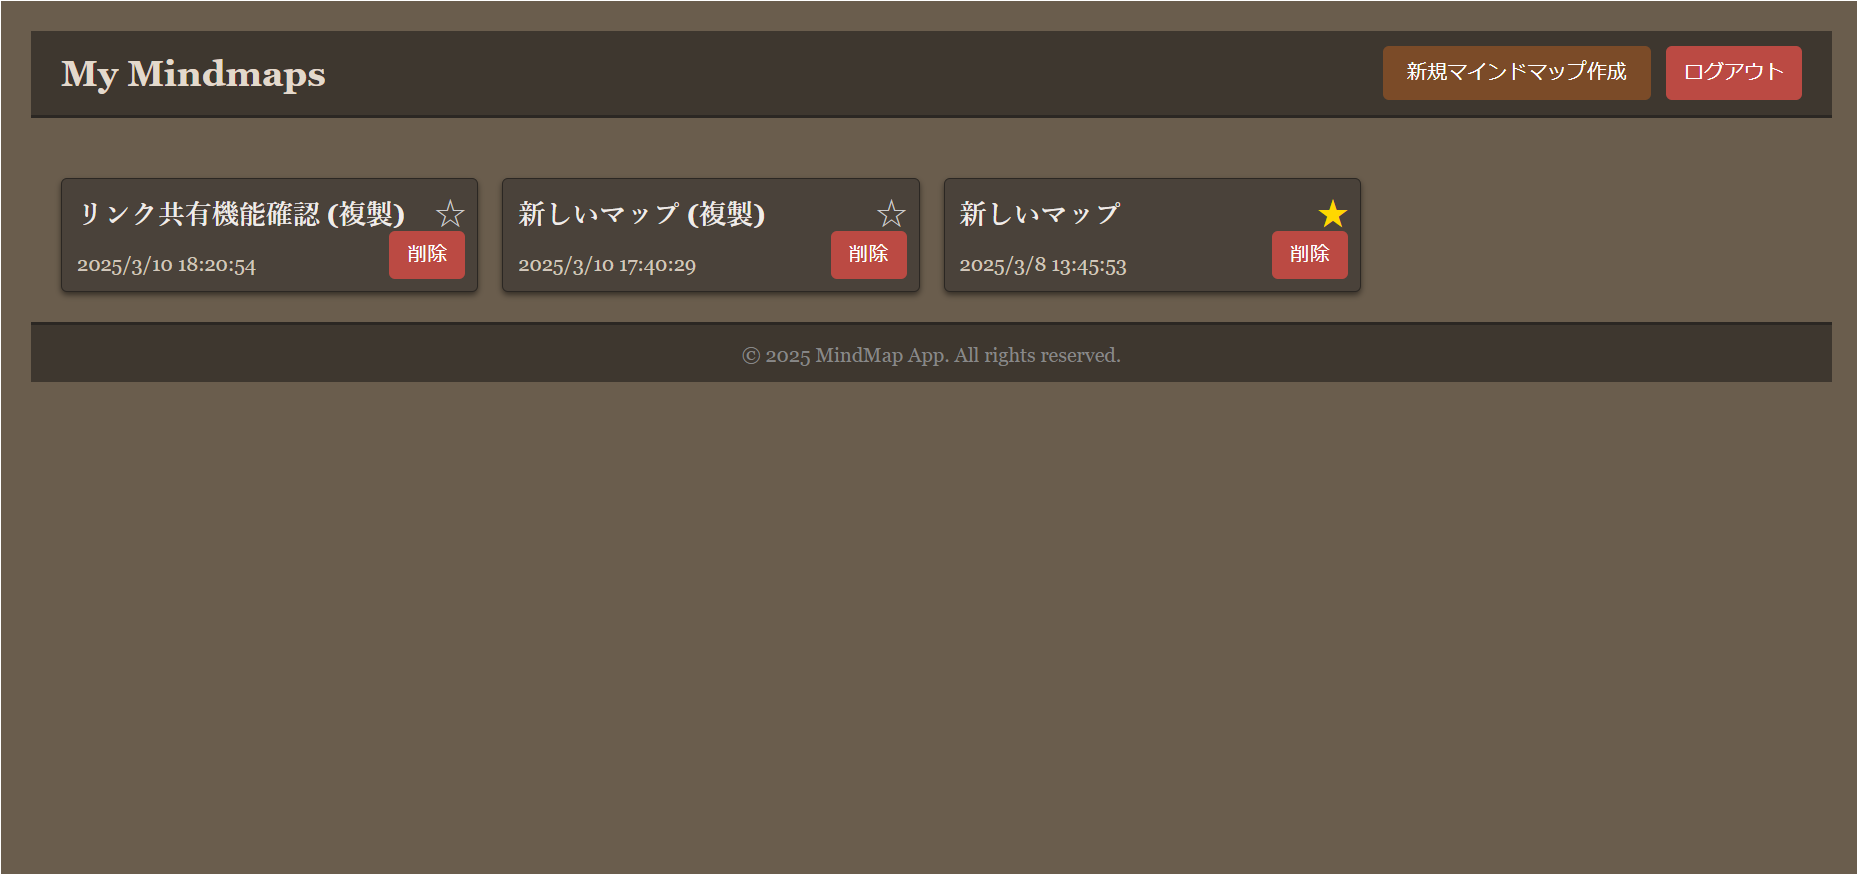 My Mindmaps
新規マインドマップ作成
ログアウト
リンク共有機能確認 (複製) ☆
2025/3/10 18:20:54
削除
新しいマップ (複製) ☆
2025/3/10 17:40:29
削除
新しいマップ ★
2025/3/8 13:45:53
削除
© 2025 MindMap App. All rights reserved.